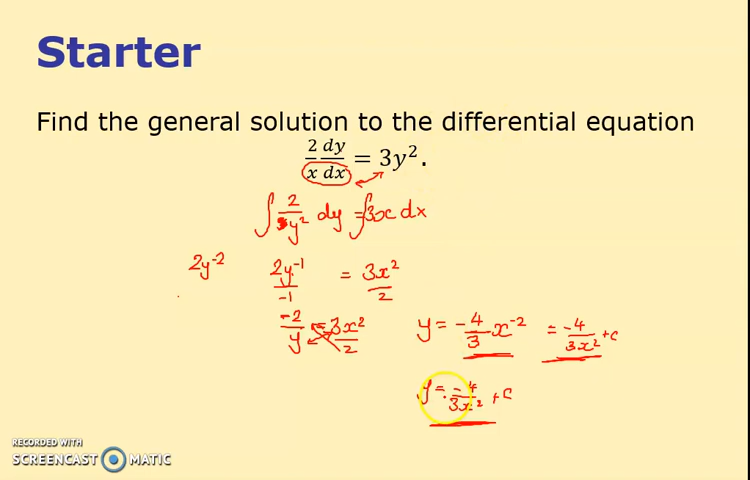 Starter
Find the general solution to the differential equation
2/x dy/dx = 3y².
∫ 2/y² dy = ∫ 3x dx
2y⁻² 2y⁻¹/-1 = 3x²/2
-2/y = 3x²/2
y = -4/3 x⁻² = -4/3x² + c
y = -4/3x² + c
RECORDED WITH
SCREENCAST MATIC